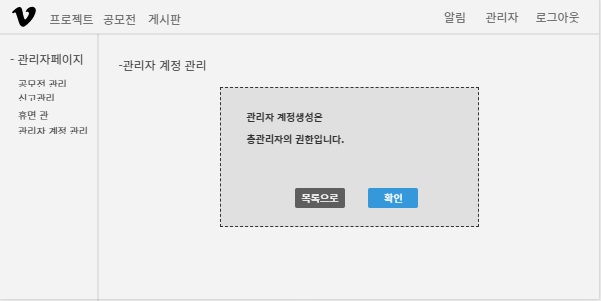 프로젝트 공모전 게시판
알림 관리자 로그아웃
- 관리자페이지
공모전 관리
신고관리
휴면 관
관리자 계정 관리
-관리자 계정 관리
관리자 계정생성은
총관리자의 권한입니다.
목록으로 확인